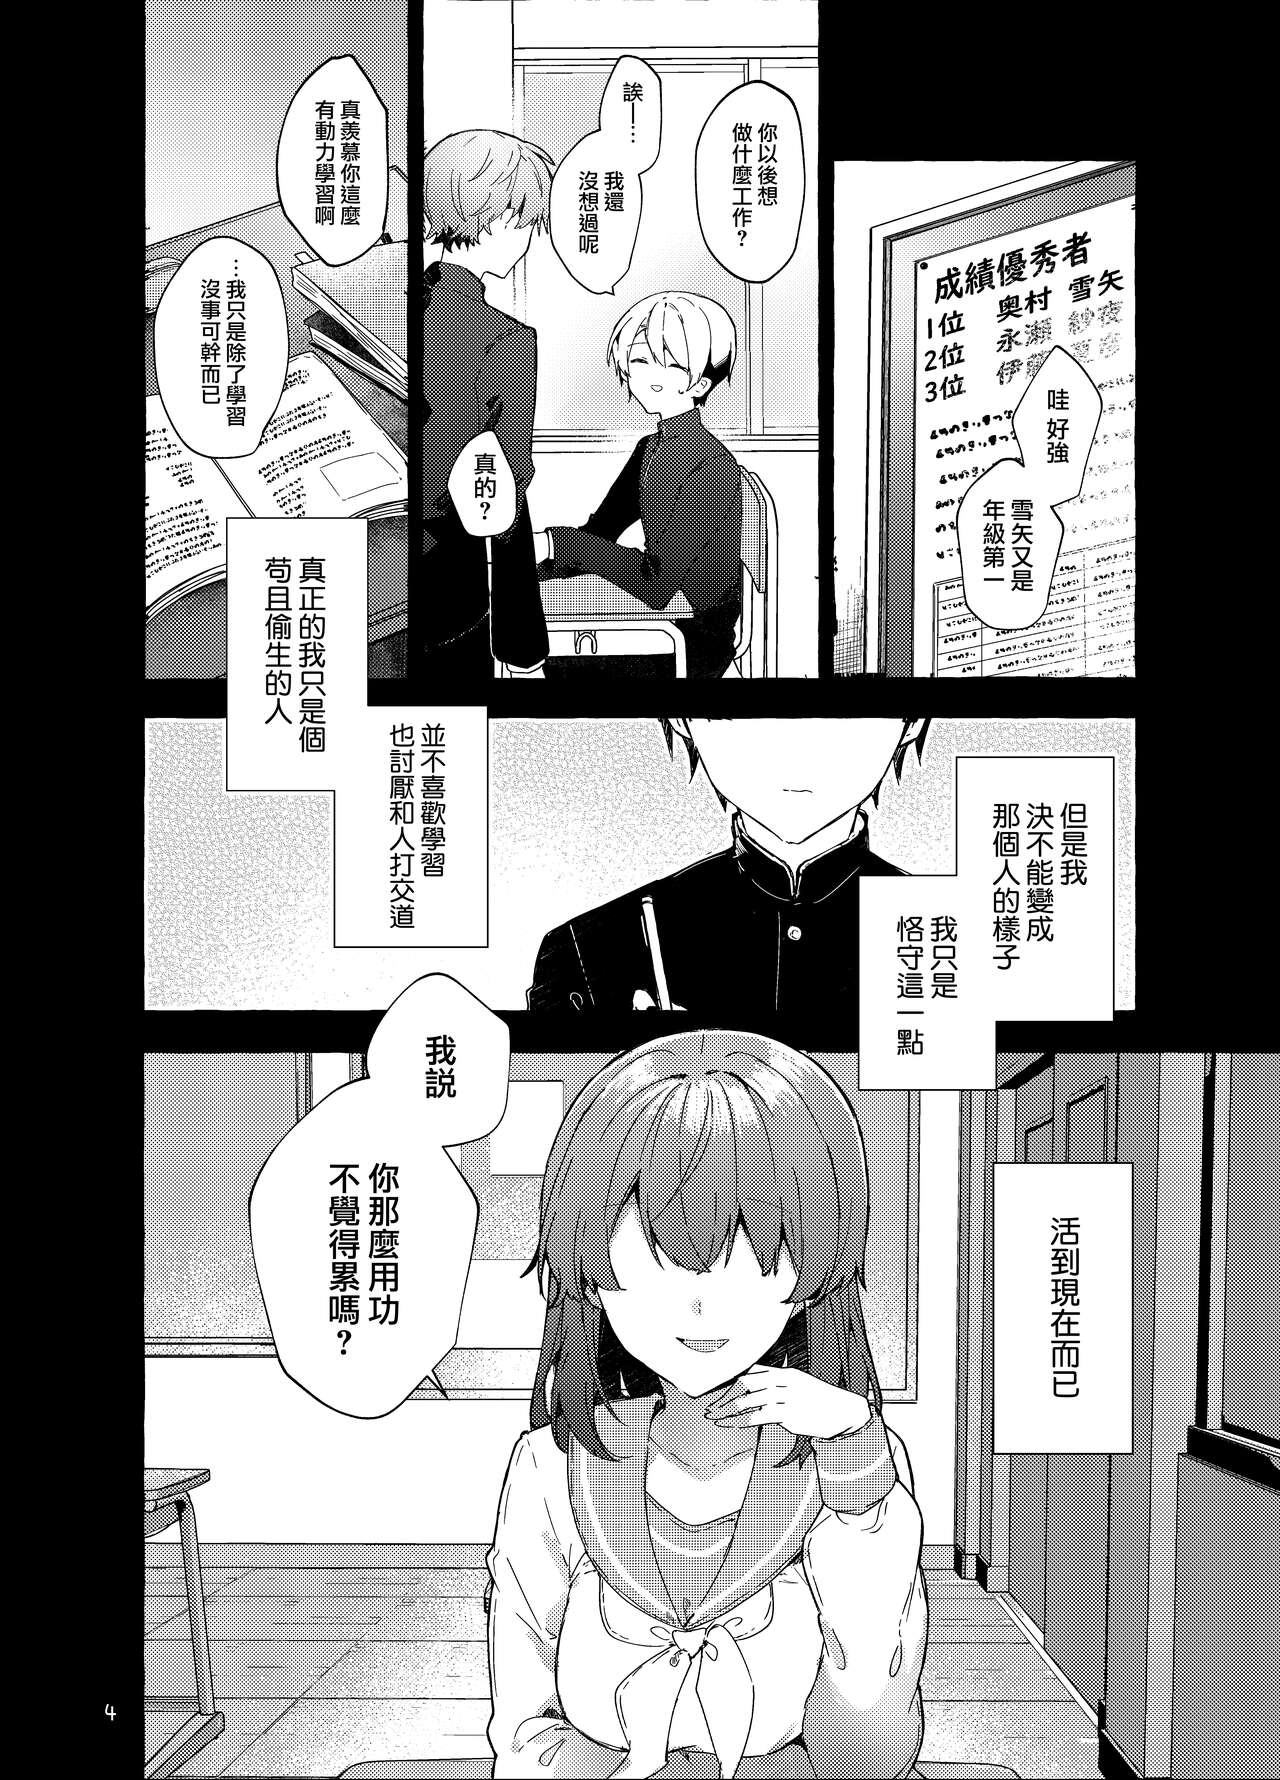 成績優秀者
1位 奥村 雪矢
2位 永瀬 紗夜
3位 伊藤
哇好強
雪矢又是
年級第一
你以後想
做什麼工作?
誒——…
我還
沒想過呢
真的?
真羨慕你這麼
有動力學習啊
…我只是除了學習
沒事可幹而已
真正的我只是個
苟且偷生的人
並不喜歡學習
也討厭和人打交道
但是我
決不能變成
那個人的樣子
我只是
恪守這一點
活到現在而已
我説
你那麼用功
不覺得累嗎?
4